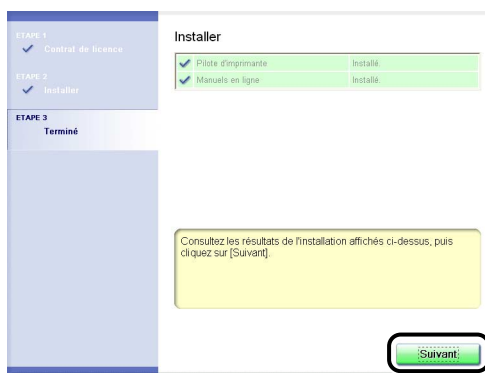 ETAPE 1
Contrat de licence
ETAPE 2
Installer
ETAPE 3
Terminé
Installer
Pilote d'imprimante Installé.
Manuels en ligne Installé.
Consultez les résultats de l'installation affichés ci-dessus, puis
cliquez sur [Suivant].
Suivant